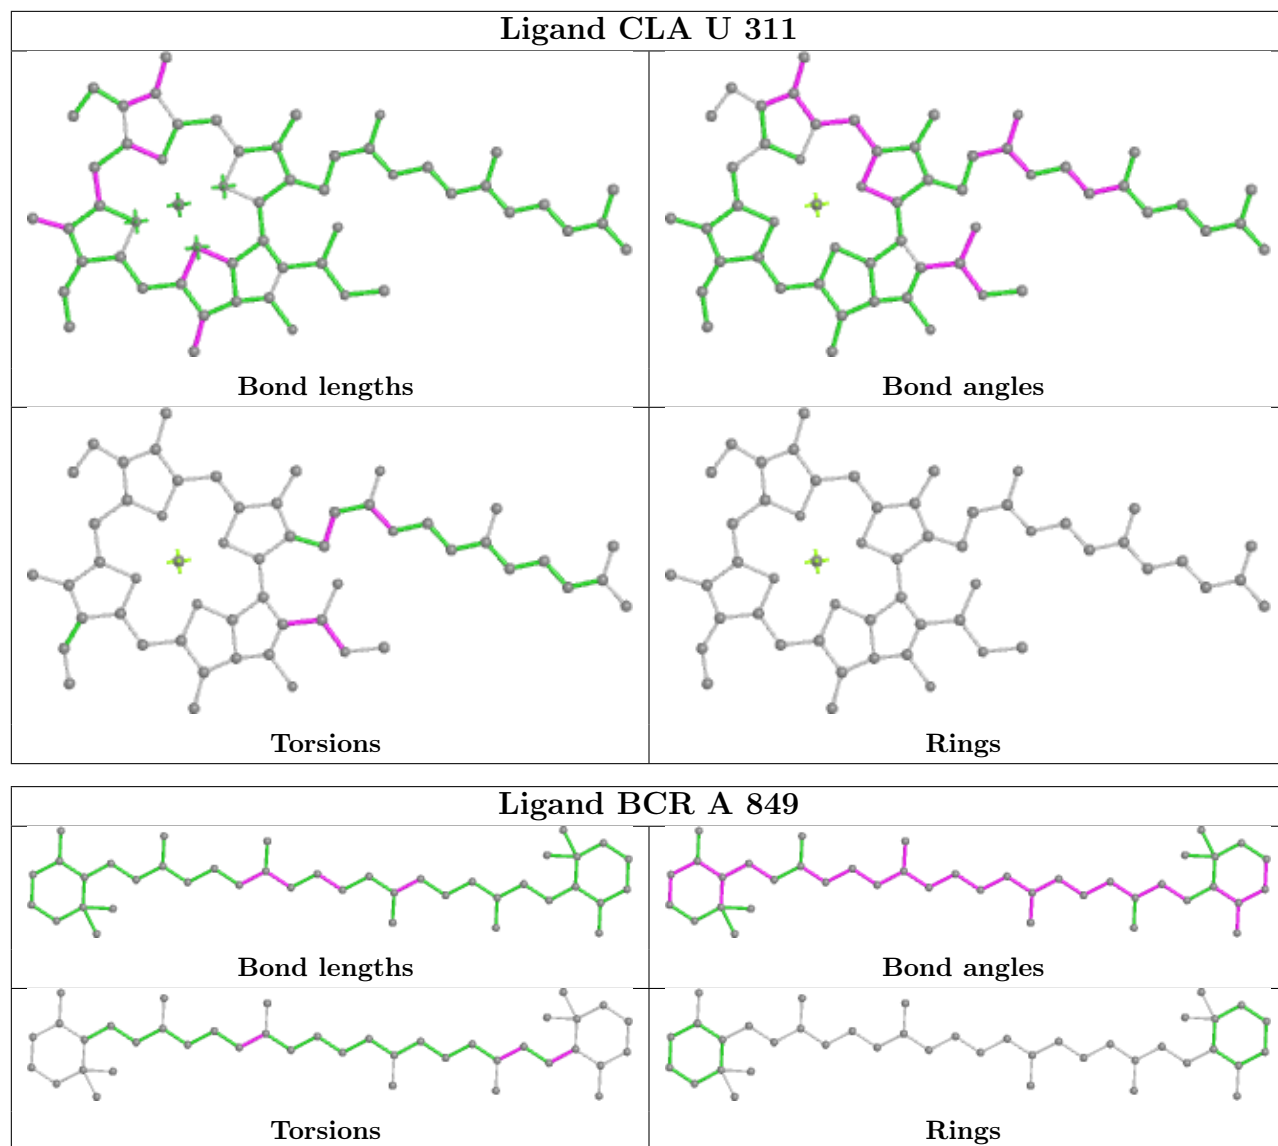 Ligand CLA U 311
Bond lengths
Bond angles
Torsions
Rings
Ligand BCR A 849
Bond lengths
Bond angles
Torsions
Rings